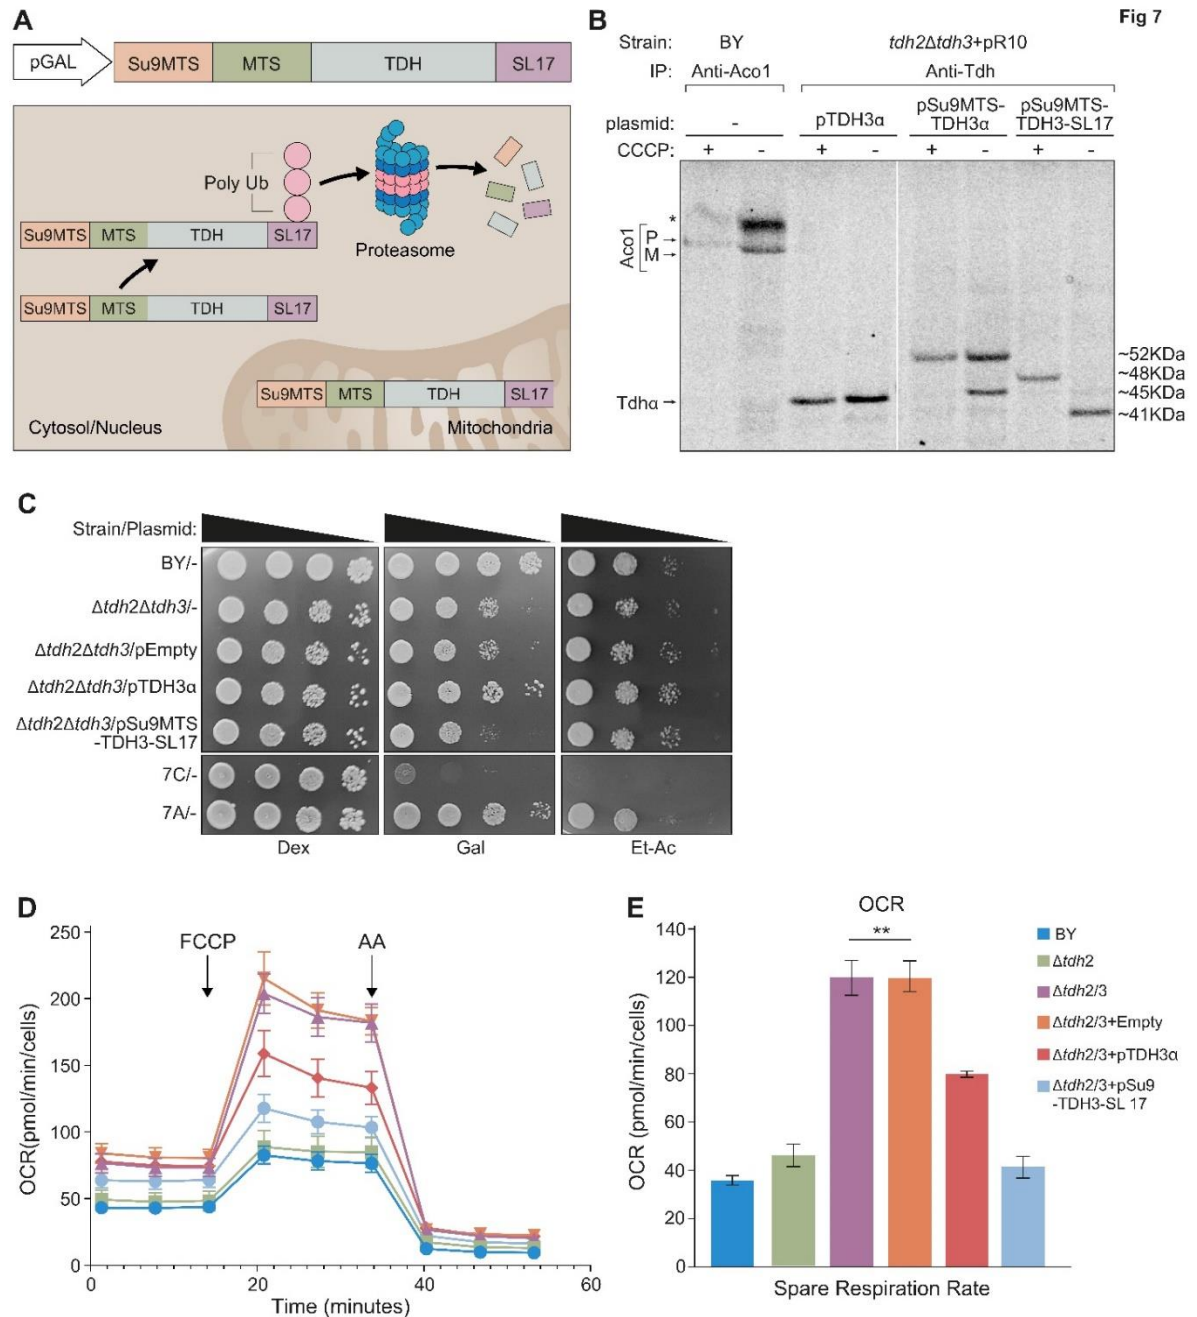 Fig 7
A
pGAL Su9MTS MTS TDH SL17
Poly Ub
Su9MTS MTS TDH SL17
Proteasome
Su9MTS MTS TDH SL17
Su9MTS MTS TDH SL17
Cytosol/Nucleus Mitochondria
B
Strain: BY tdh2Δtdh3+pR10
IP: Anti-Aco1 Anti-Tdh
plasmid: - pTDH3α pSu9MTS-TDH3α pSu9MTS-TDH3-SL17
CCCP: + - + - + - + -
*
Aco1 P
M
~52KDa
~48KDa
~45KDa
Tdhα ~41KDa
C
Strain/Plasmid:
BY/-
Δtdh2Δtdh3/-
Δtdh2Δtdh3/pEmpty
Δtdh2Δtdh3/pTDH3α
Δtdh2Δtdh3/pSu9MTS
-TDH3-SL17
7C/-
7A/-
Dex Gal Et-Ac
D
OCR(pmol/min/cells)
250
200
150
100
50
0
FCCP AA
0 20 40 60
Time (minutes)
E
OCR
OCR (pmol/min/cells)
140
120
100
80
60
40
20
0
**
Spare Respiration Rate
BY
Δtdh2
Δtdh2/3
Δtdh2/3+Empty
Δtdh2/3+pTDH3α
Δtdh2/3+pSu9
-TDH3-SL 17